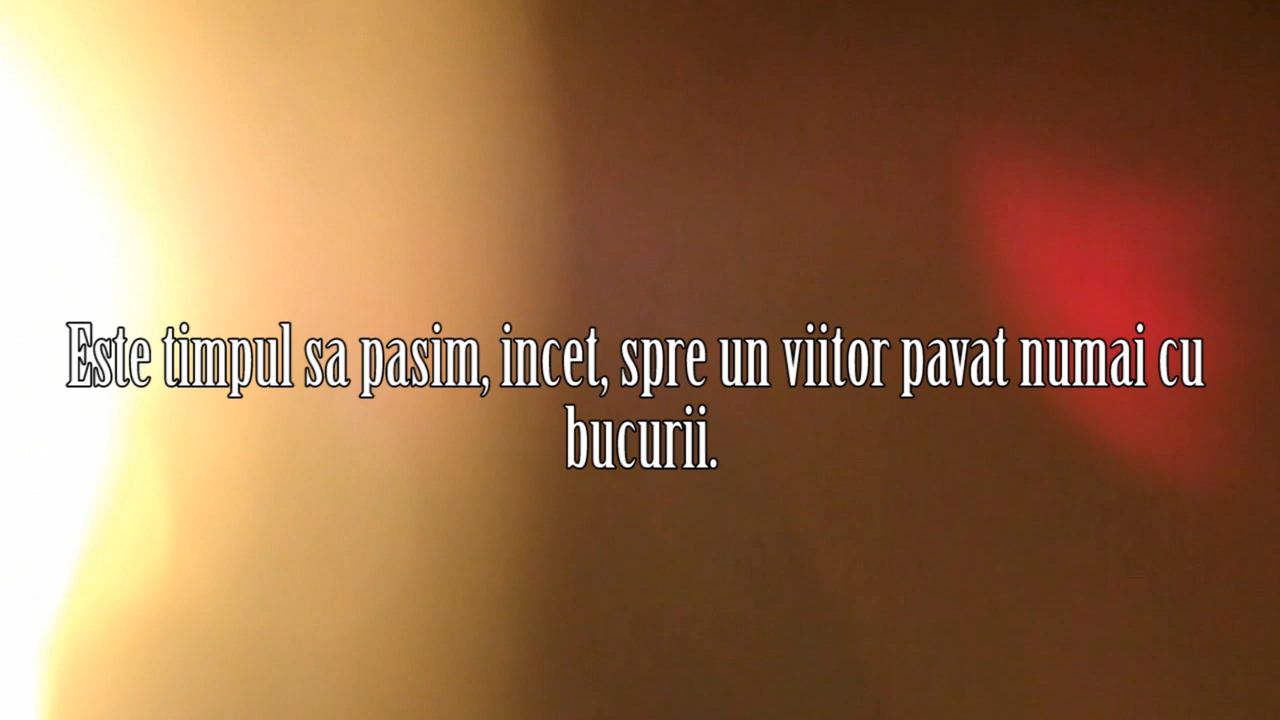 Este timpul sa pasim, incet, spre un viitor pavat numai cu
bucurii.